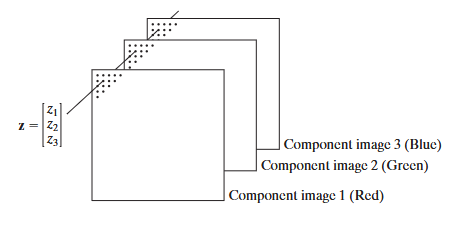 z = [z1
z2
z3]
Component image 3 (Blue)
Component image 2 (Green)
Component image 1 (Red)